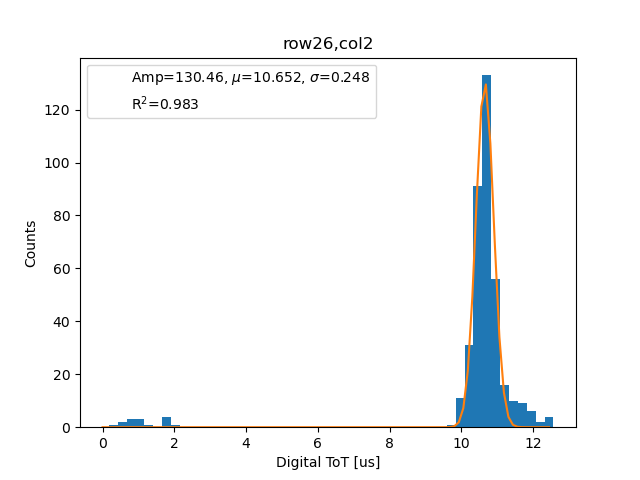 row26,col2
Amp=130.46, μ=10.652, σ=0.248
R²=0.983
Counts
120
100
80
60
40
20
0
0 2 4 6 8 10 12
Digital ToT [us]